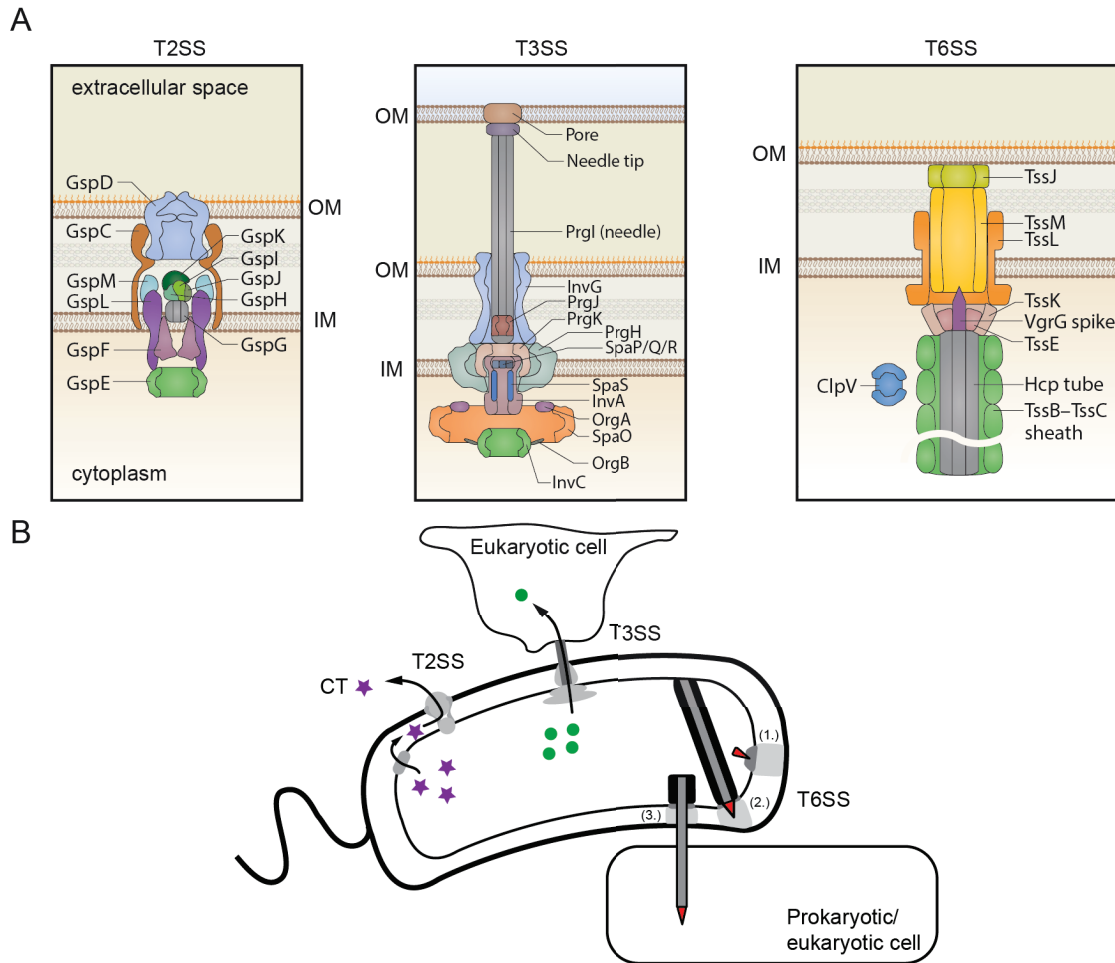 A
T2SS
T3SS
T6SS
extracellular space
GspD
GspC
GspM
GspL
GspF
GspE
OM
GspK
GspI
GspJ
GspH
IM
GspG
cytoplasm
OM
Pore
Needle tip
PrgI (needle)
OM
InvG
PrgJ
PrgK
PrgH
SpaP/Q/R
IM
SpaS
InvA
OrgA
SpaO
OrgB
InvC
OM
TssJ
TssM
TssL
IM
TssK
VgrG spike
TssE
ClpV
Hcp tube
TssB–TssC
sheath
B
Eukaryotic cell
T3SS
T2SS
CT
(1.)
T6SS
(2.)
(3.)
Prokaryotic/
eukaryotic cell